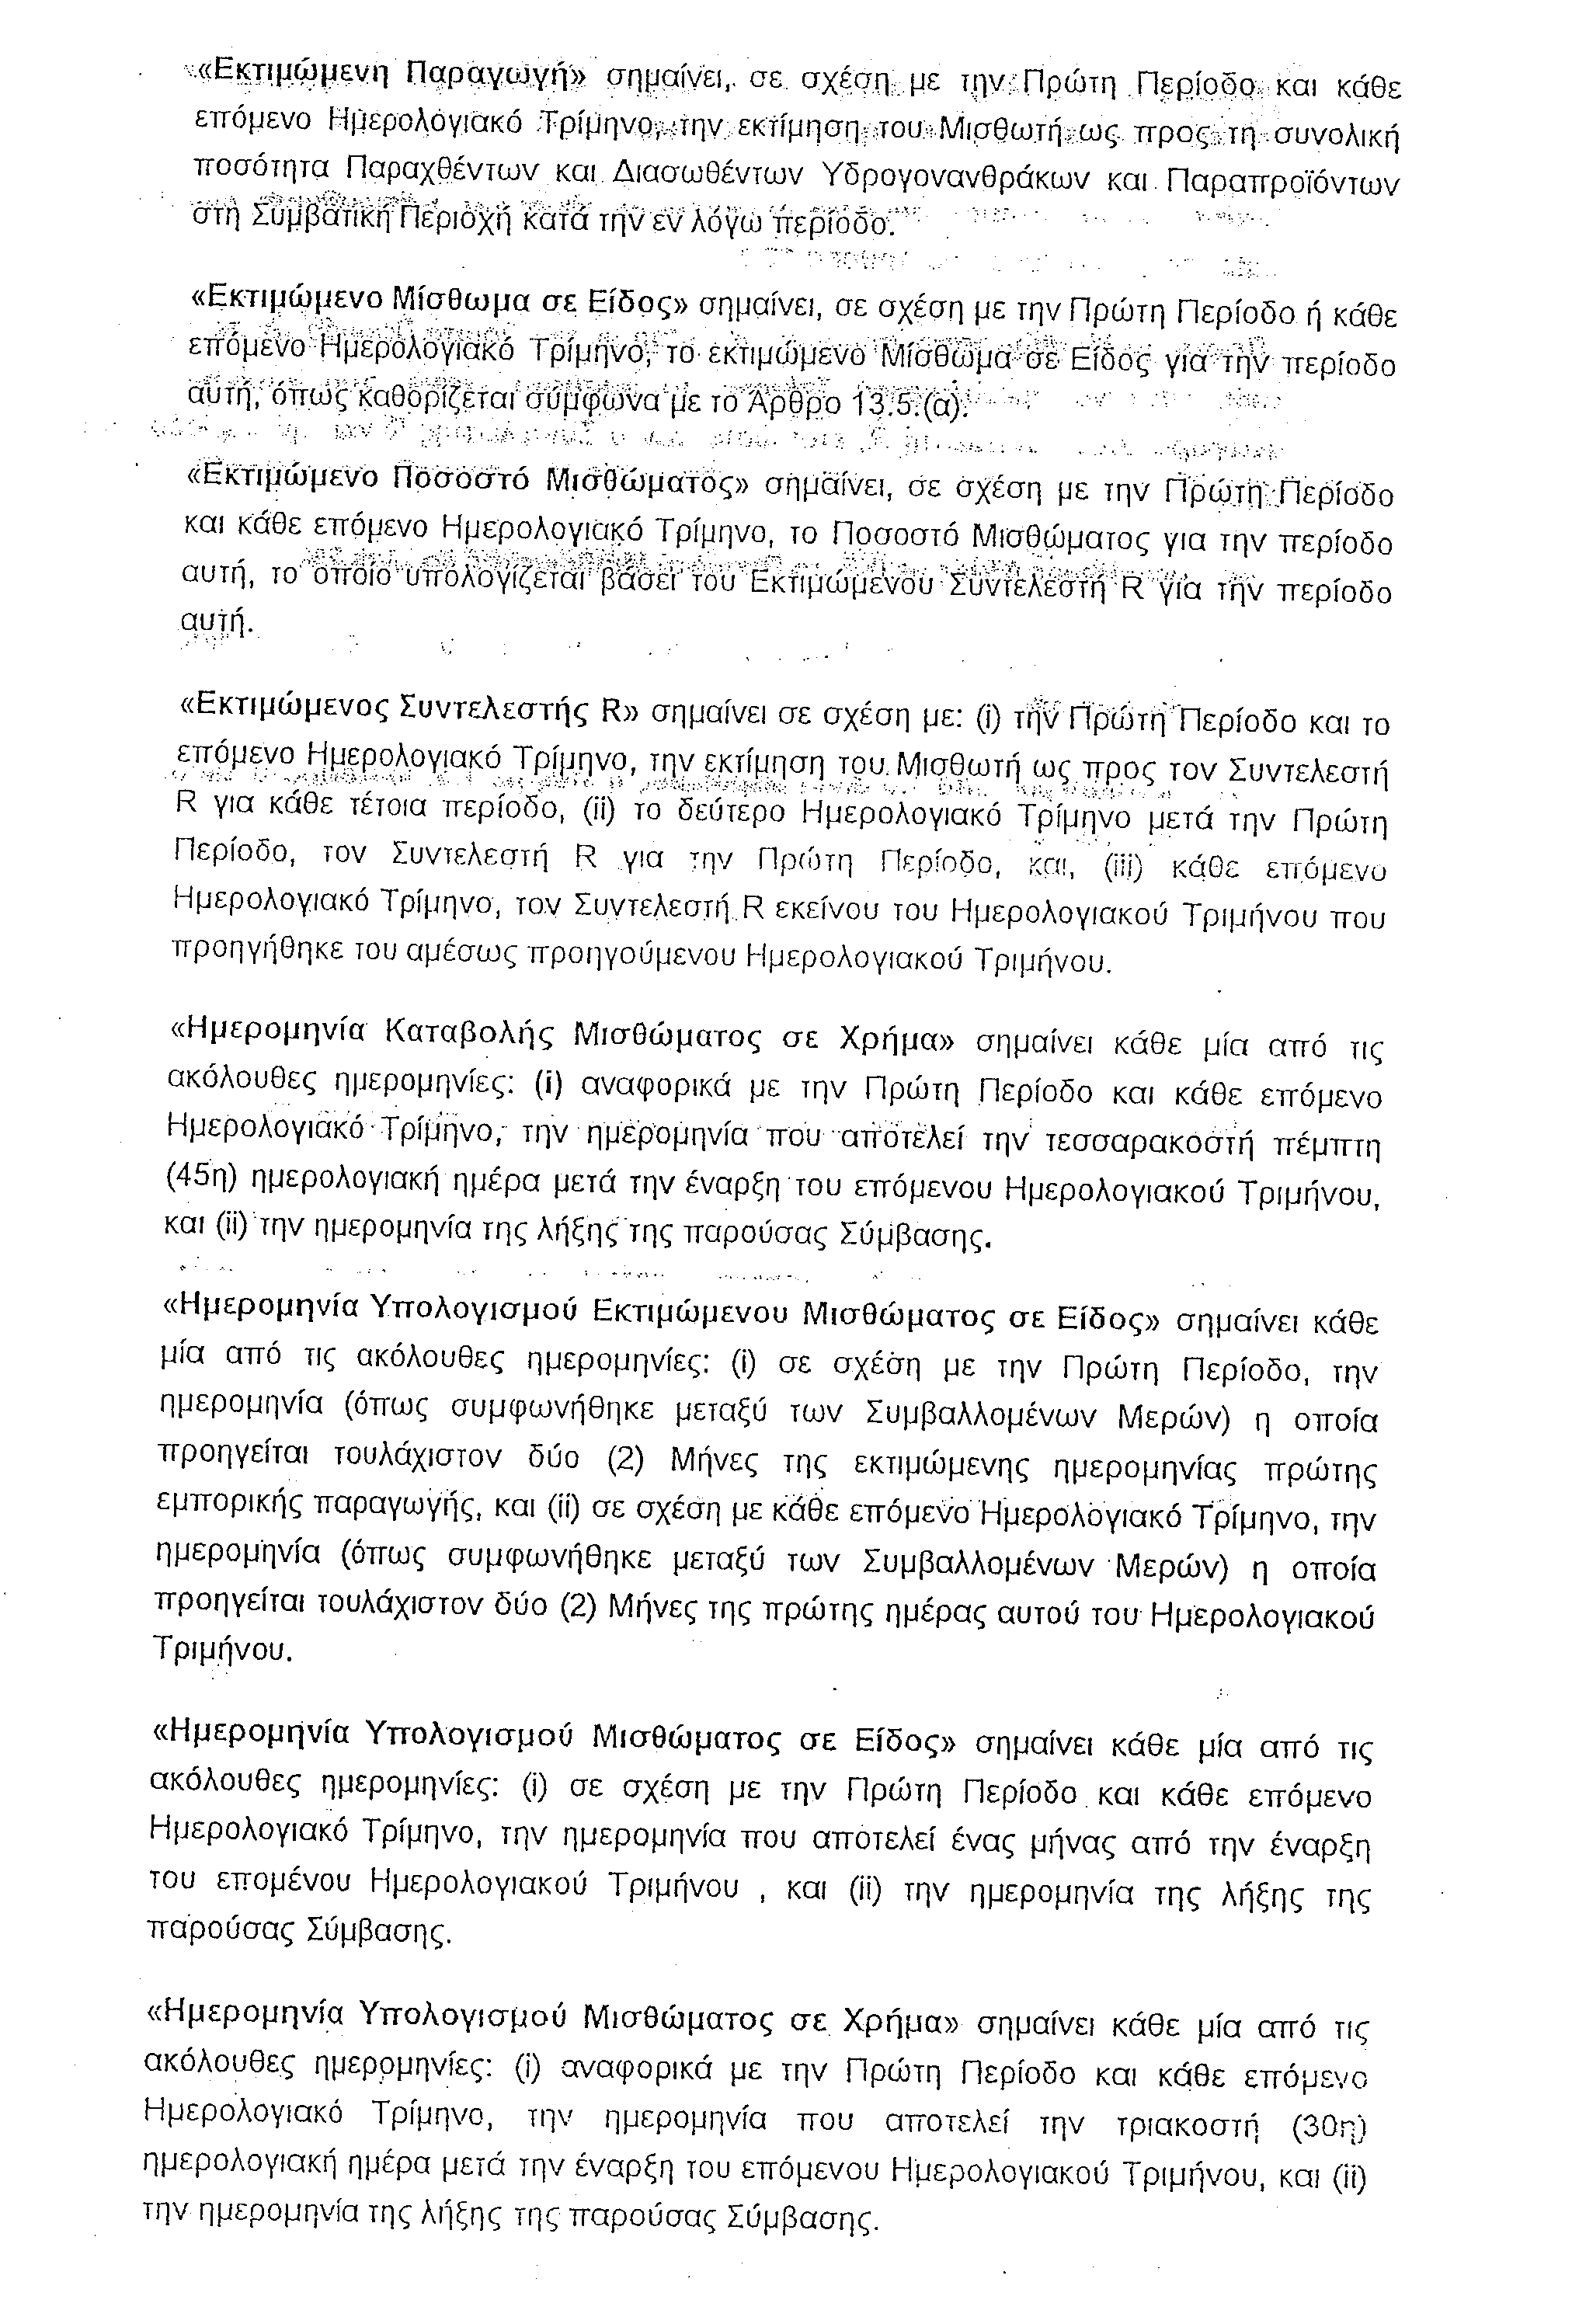 «Εκτιμώμενη Παραγωγή» σημαίνει, σε σχέση με την Πρώτη Περίοδο και κάθε
επόμενο Ημερολογιακό Τρίμηνο, την εκτίμηση του Μισθωτή ως προς τη συνολική
ποσότητα Παραχθέντων και Διασωθέντων Υδρογονανθράκων και Παραπροϊόντων
στη Συμβατική Περιοχή κατά την εν λόγω περίοδο.
«Εκτιμώμενο Μίσθωμα σε Είδος» σημαίνει, σε σχέση με την Πρώτη Περίοδο ή κάθε
επόμενο Ημερολογιακό Τρίμηνο, το εκτιμώμενο Μίσθωμα σε Είδος για την περίοδο
αυτή, όπως καθορίζεται σύμφωνα με το Άρθρο 13.5.(α).
«Εκτιμώμενο Ποσοστό Μισθώματος» σημαίνει, σε σχέση με την Πρώτη Περίοδο
και κάθε επόμενο Ημερολογιακό Τρίμηνο, το Ποσοστό Μισθώματος για την περίοδο
αυτή, το οποίο υπολογίζεται βάσει του Εκτιμώμενου Συντελεστή R για την περίοδο
αυτή.
«Εκτιμώμενος Συντελεστής R» σημαίνει σε σχέση με: (i) την Πρώτη Περίοδο και το
επόμενο Ημερολογιακό Τρίμηνο, την εκτίμηση του Μισθωτή ως προς τον Συντελεστή
R για κάθε τέτοια περίοδο, (ii) το δεύτερο Ημερολογιακό Τρίμηνο μετά την Πρώτη
Περίοδο, τον Συντελεστή R για την Πρώτη Περίοδο, και, (iii) κάθε επόμενο
Ημερολογιακό Τρίμηνο, τον Συντελεστή R εκείνου του Ημερολογιακού Τριμήνου που
προηγήθηκε του αμέσως προηγούμενου Ημερολογιακού Τριμήνου.
«Ημερομηνία Καταβολής Μισθώματος σε Χρήμα» σημαίνει κάθε μία από τις
ακόλουθες ημερομηνίες: (i) αναφορικά με την Πρώτη Περίοδο και κάθε επόμενο
Ημερολογιακό Τρίμηνο, την ημερομηνία που αποτελεί την τεσσαρακοστή πέμπτη
(45η) ημερολογιακή ημέρα μετά την έναρξη του επόμενου Ημερολογιακού Τριμήνου,
και (ii) την ημερομηνία της λήξης της παρούσας Σύμβασης.
«Ημερομηνία Υπολογισμού Εκτιμώμενου Μισθώματος σε Είδος» σημαίνει κάθε
μία από τις ακόλουθες ημερομηνίες: (i) σε σχέση με την Πρώτη Περίοδο, την
ημερομηνία (όπως συμφωνήθηκε μεταξύ των Συμβαλλομένων Μερών) η οποία
προηγείται τουλάχιστον δύο (2) Μήνες της εκτιμώμενης ημερομηνίας πρώτης
εμπορικής παραγωγής, και (ii) σε σχέση με κάθε επόμενο Ημερολογιακό Τρίμηνο, την
ημερομηνία (όπως συμφωνήθηκε μεταξύ των Συμβαλλομένων Μερών) η οποία
προηγείται τουλάχιστον δύο (2) Μήνες της πρώτης ημέρας αυτού του Ημερολογιακού
Τριμήνου.
«Ημερομηνία Υπολογισμού Μισθώματος σε Είδος» σημαίνει κάθε μία από τις
ακόλουθες ημερομηνίες: (i) σε σχέση με την Πρώτη Περίοδο και κάθε επόμενο
Ημερολογιακό Τρίμηνο, την ημερομηνία που αποτελεί ένας μήνας από την έναρξη
του επομένου Ημερολογιακού Τριμήνου , και (ii) την ημερομηνία της λήξης της
παρούσας Σύμβασης.
«Ημερομηνία Υπολογισμού Μισθώματος σε Χρήμα» σημαίνει κάθε μία από τις
ακόλουθες ημερομηνίες: (i) αναφορικά με την Πρώτη Περίοδο και κάθε επόμενο
Ημερολογιακό Τρίμηνο, την ημερομηνία που αποτελεί την τριακοστή (30η)
ημερολογιακή ημέρα μετά την έναρξη του επόμενου Ημερολογιακού Τριμήνου, και (ii)
την ημερομηνία της λήξης της παρούσας Σύμβασης.